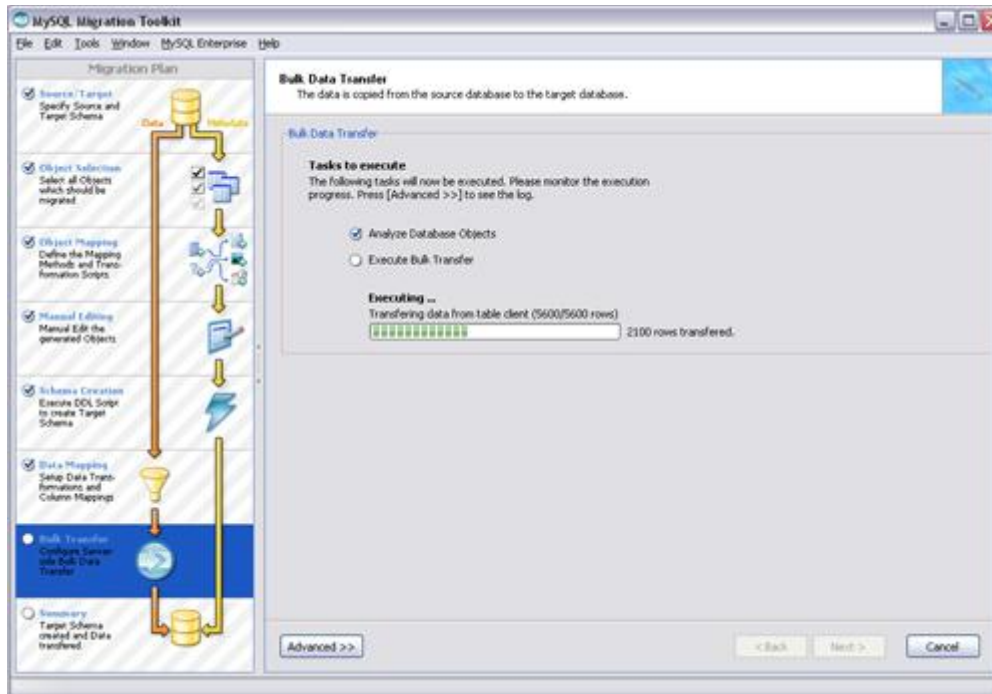 MySQL Migration Toolkit
File Edit Tools Window MySQL Enterprise Help
Migration Plan
Source/Target
Specify Source and
Target Schema
Data
Metadata
Object Selection
Select all Objects
which should be
migrated
Object Mapping
Define the Mapping
Methods and Trans-
formation Scripts
Manual Editing
Manual Edit the
generated Objects
Schema Creation
Execute DDL Script
to create Target
Schema
Data Mapping
Setup Data Trans-
formations and
Column Mappings
Bulk Transfer
Configure Server-
side Bulk Data
Transfer
Summary
Target Schema
created and Data
transfered
Bulk Data Transfer
The data is copied from the source database to the target database.
Bulk Data Transfer
Tasks to execute
The following tasks will now be executed. Please monitor the execution
progress. Press [Advanced >>] to see the log.
Analyze Database Objects
Execute Bulk Transfer
Executing ...
Transfering data from table client (5600/5600 rows)
2100 rows transfered.
Advanced >>
< Back
Next >
Cancel